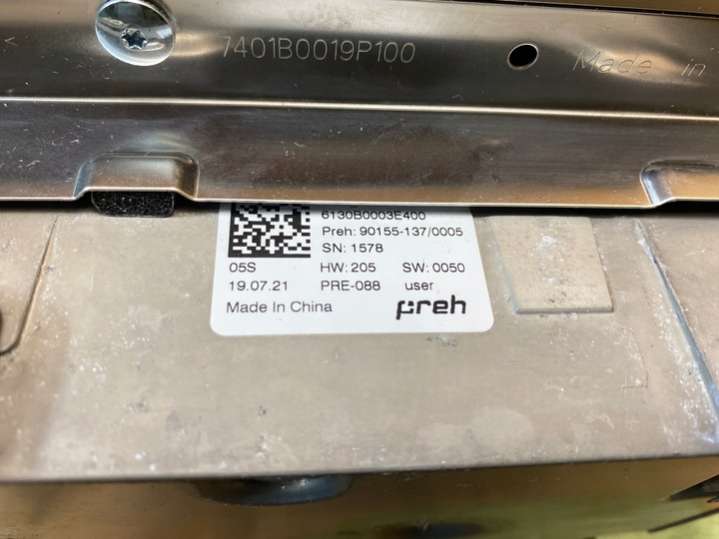 7401B0019P100
Made in
6130B0003E400
Preh: 90155-137/0005
SN: 1578
05S HW: 205 SW: 0050
19.07.21 PRE-088 user
Made In China preh